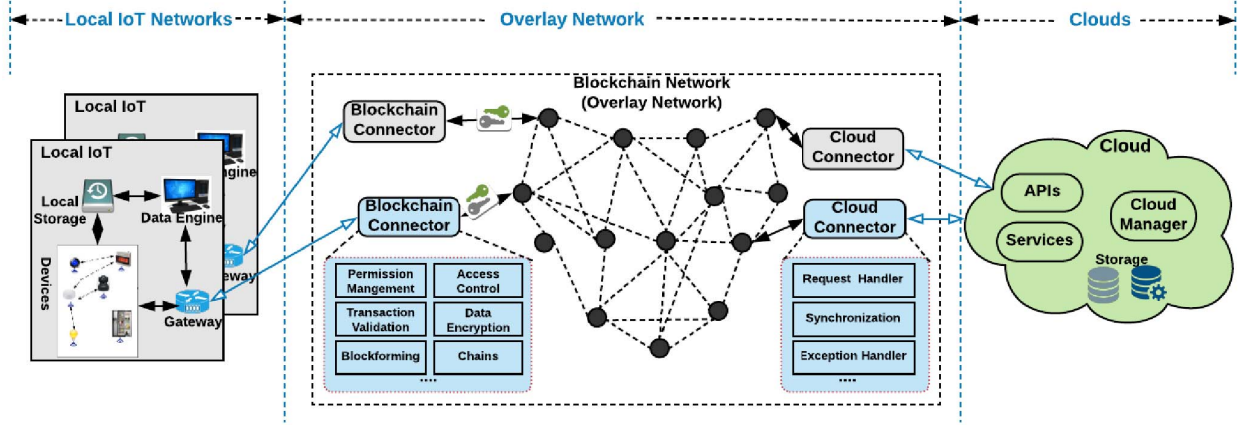 Local IoT Networks
Overlay Network
Clouds
Local IoT
ngine
teway
Local IoT
Local
Storage
Data Engine
Devices
Gateway
Blockchain Network
(Overlay Network)
Blockchain
Connector
Blockchain
Connector
Permission
Mangement
Access
Control
Transaction
Validation
Data
Encryption
Blockforming
Chains
....
Cloud
Connector
Cloud
Connector
Request Handler
Synchronization
Exception Handler
....
Cloud
APIs
Services
Cloud
Manager
Storage